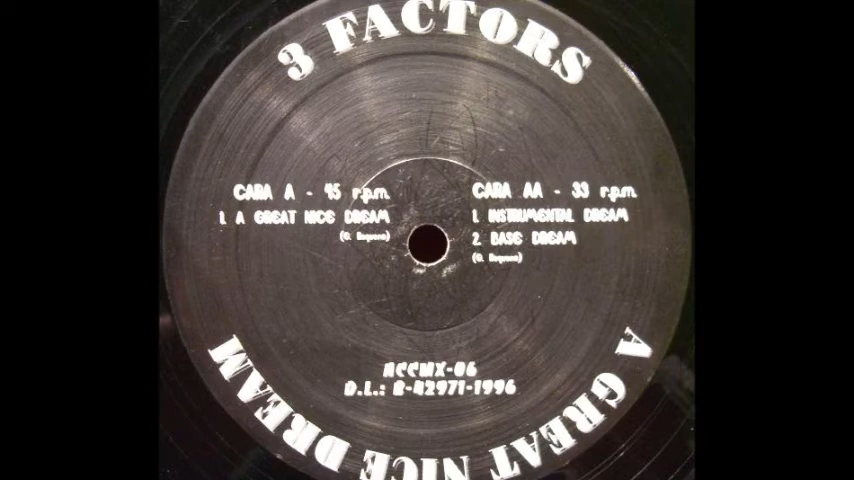 3 FACTORS
CARA A - 45 r.p.m.
1. A GREAT NICE DREAM
CARA AA - 33 r.p.m.
1. INSTRUMENTAL DREAM
2. BASE DREAM
ACCMX-06
D.L.: B-42971-1996
A GREAT NICE DREAM